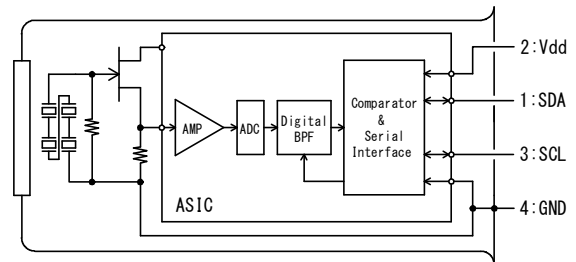 2:Vdd
1:SDA
3:SCL
4:GND
AMP
ADC
Digital
BPF
Comparator
&
Serial
Interface
ASIC